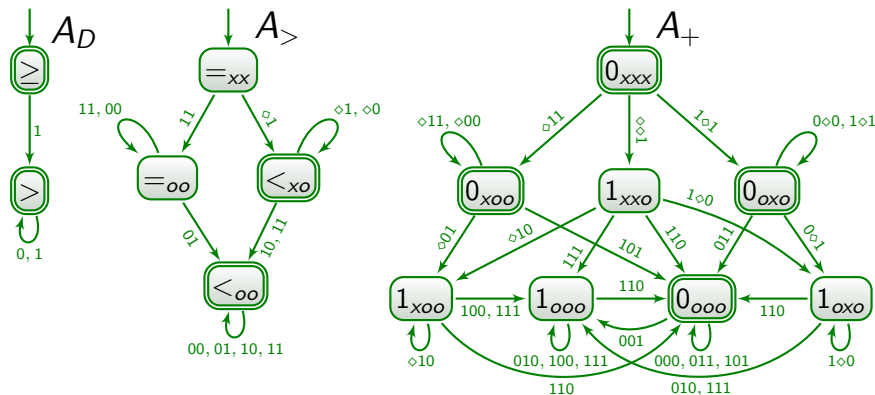 A_D A_> A_+
≥ =_xx 0_xxx
1 11, 00 11 ◇1 ◇1, ◇0 ◇11, ◇00 ◇11 ◇◇1 1◇1 0◇0, 1◇1
> =_oo <_xo 0_xoo 1_xxo 0_oxo
0, 1 01 10, 11 ◇01 ◇10 111 101 110 1◇0 011 0◇1
<_oo 1_xoo 100, 111 1_ooo 110 0_ooo 110 1_oxo
001
00, 01, 10, 11 ◇10 010, 100, 111 000, 011, 101 1◇0
110 010, 111